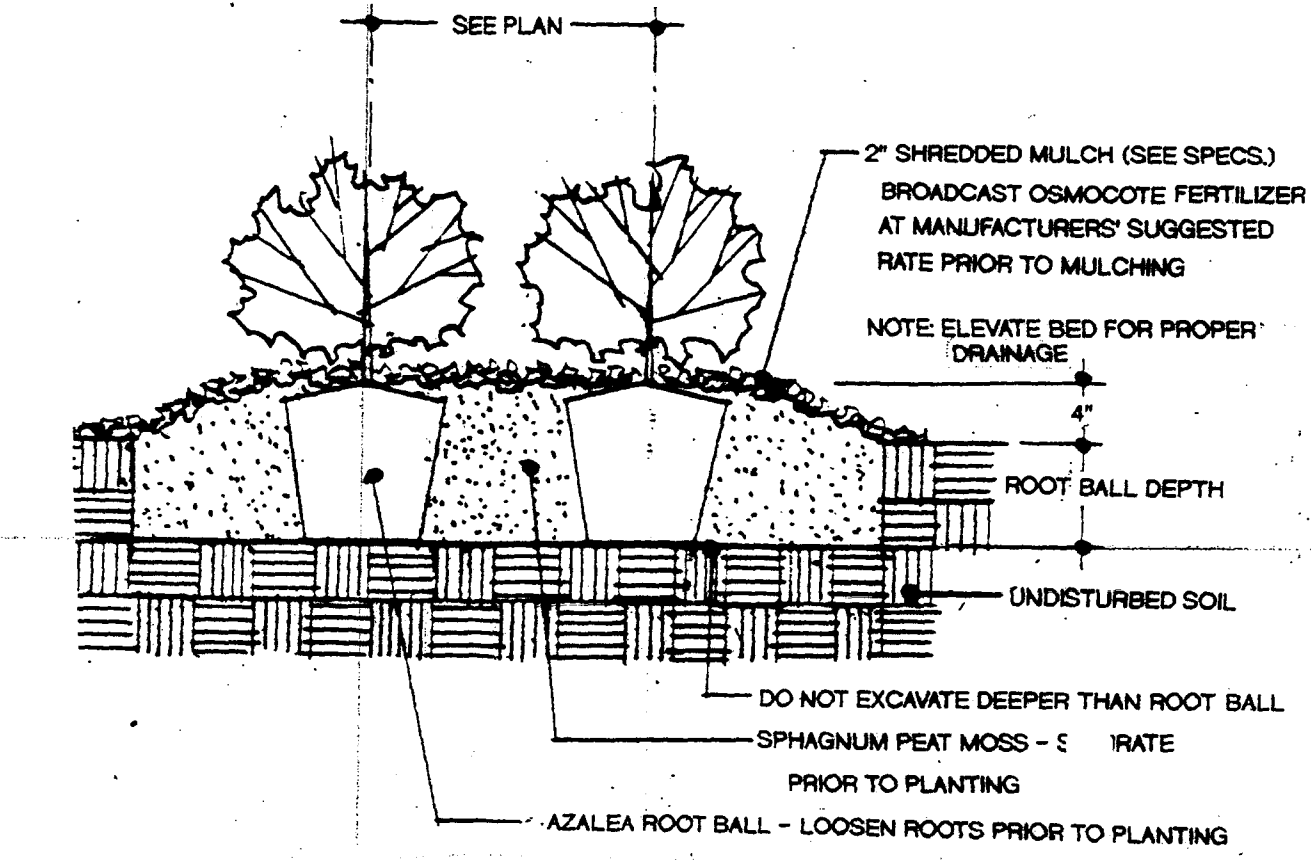 SEE PLAN
2" SHREDDED MULCH (SEE SPECS.)
BROADCAST OSMOCOTE FERTILIZER
AT MANUFACTURERS' SUGGESTED
RATE PRIOR TO MULCHING
NOTE: ELEVATE BED FOR PROPER
DRAINAGE
4"
ROOT BALL DEPTH
UNDISTURBED SOIL
DO NOT EXCAVATE DEEPER THAN ROOT BALL
SPHAGNUM PEAT MOSS -
PRIOR TO PLANTING
AZALEA ROOT BALL - LOOSEN ROOTS PRIOR TO PLANTING